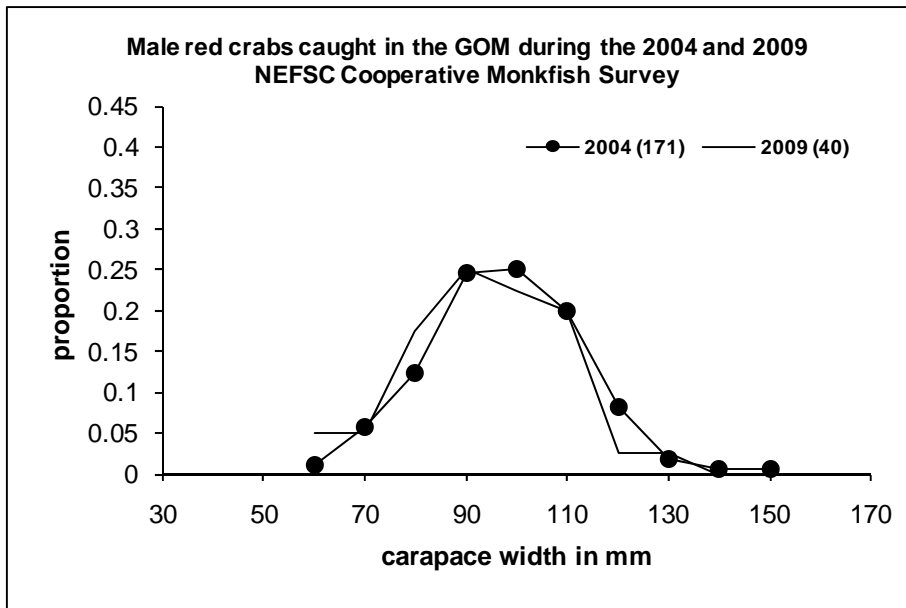 Male red crabs caught in the GOM during the 2004 and 2009
NEFSC Cooperative Monkfish Survey
0.45
0.4
0.35
0.3
0.25
0.2
0.15
0.1
0.05
0
proportion
2004 (171) 2009 (40)
30 50 70 90 110 130 150 170
carapace width in mm